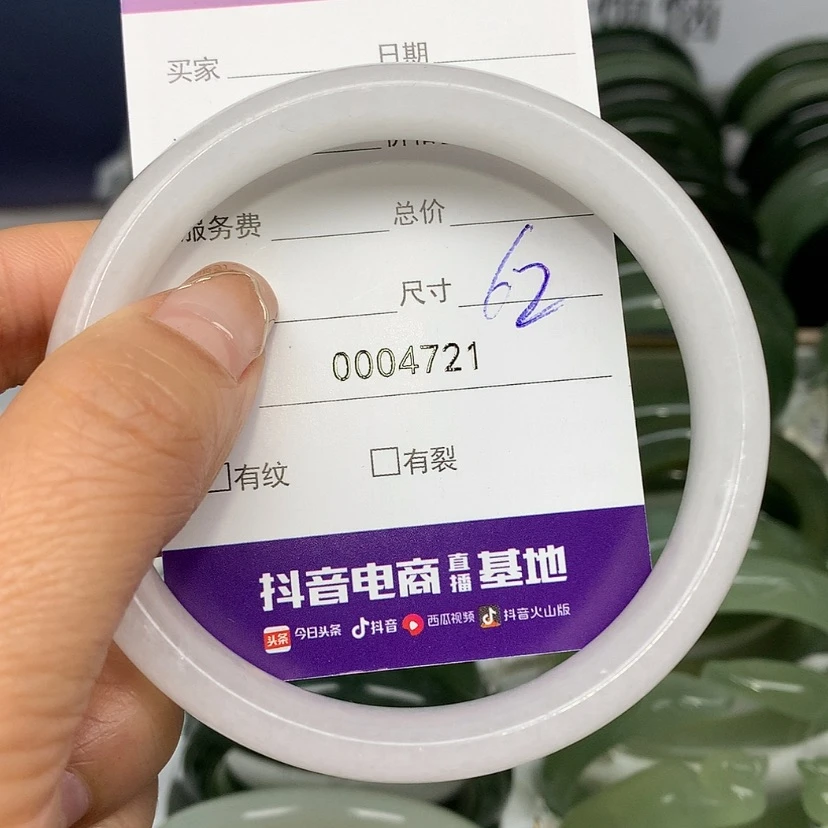 买家 日期
服务费 总价
尺寸 62
0004721
有纹 有裂
抖音电商直播基地
头条 今日头条 抖音 西瓜视频 抖音火山版